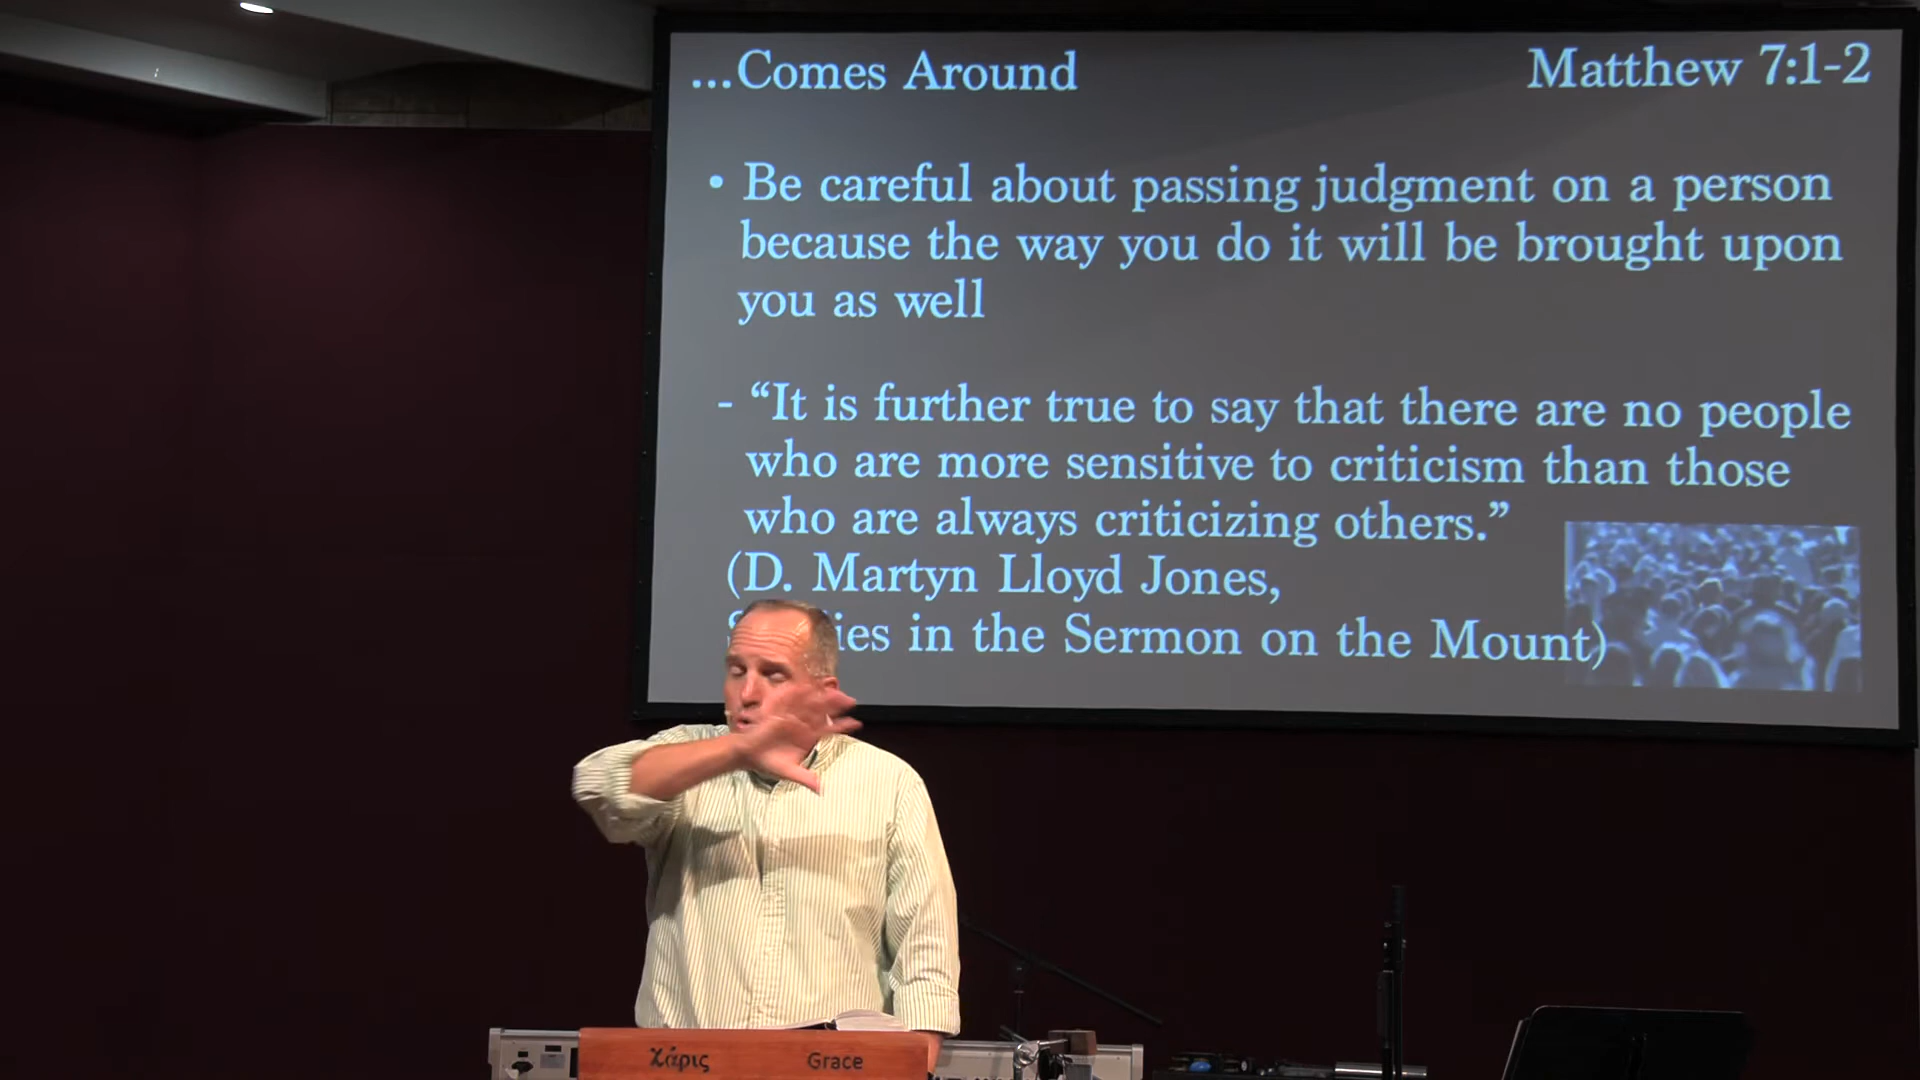 ...Comes Around
Matthew 7:1-2
• Be careful about passing judgment on a person
because the way you do it will be brought upon
you as well
- “It is further true to say that there are no people
who are more sensitive to criticism than those
who are always criticizing others.”
(D. Martyn Lloyd Jones,
in the Sermon on the Mount)
Χάρις
Grace